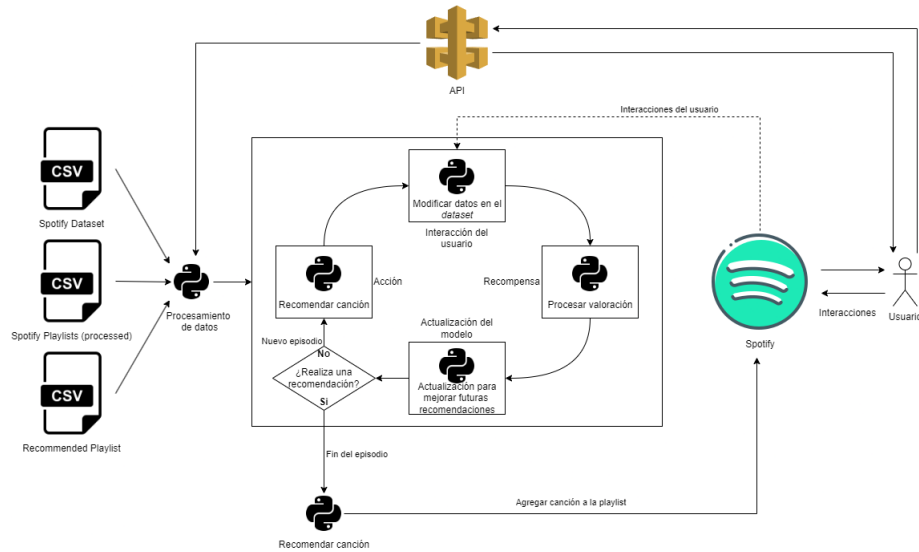 API
Interacciones del usuario
CSV
Spotify Dataset
Modificar datos en el
dataset
Interacción del
usuario
Recomendar canción
Acción
Recompensa
Procesar valoración
CSV
Spotify Playlists (processed)
Procesamiento
de datos
Spotify
Interacciones
Usuario
Actualización del
modelo
Actualización para
mejorar futuras
recomendaciones
Nuevo episodio
No
¿Realiza una
recomendación?
Sí
CSV
Recommended Playlist
Fin del episodio
Recomendar canción
Agregar canción a la playlist